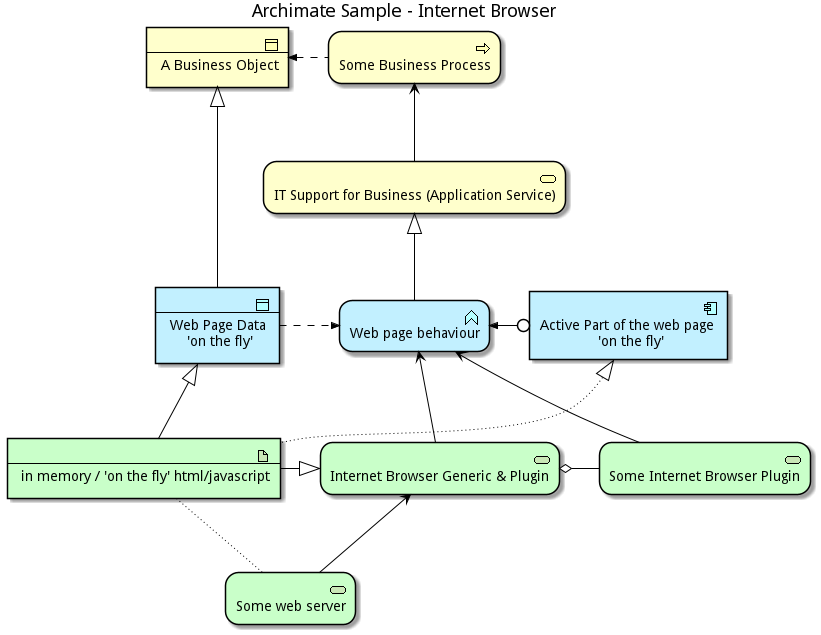 Archimate Sample - Internet Browser
A Business Object
Some Business Process
IT Support for Business (Application Service)
Web Page Data
'on the fly'
Web page behaviour
Active Part of the web page
'on the fly'
in memory / 'on the fly' html/javascript
Internet Browser Generic & Plugin
Some Internet Browser Plugin
Some web server